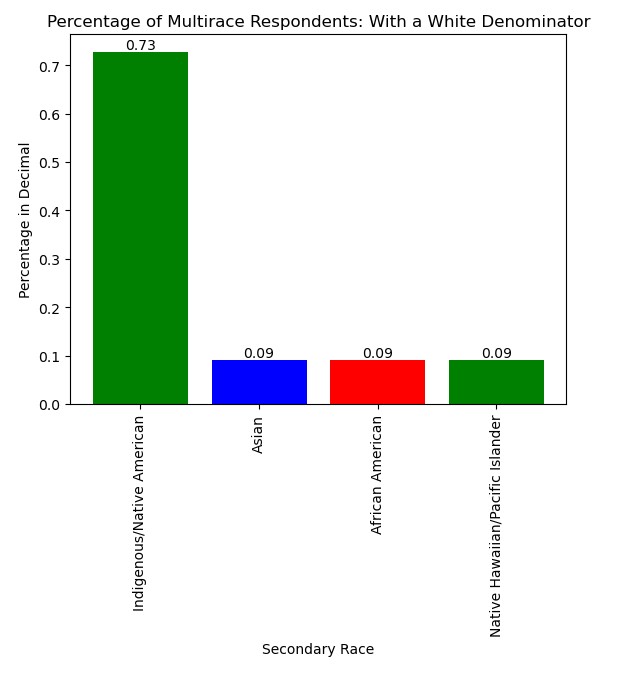 Percentage of Multirace Respondents: With a White Denominator
0.73
0.7
0.6
0.5
0.4
0.3
0.2
0.1
0.0
Percentage in Decimal
0.09
0.09
0.09
Indigenous/Native American
Asian
African American
Native Hawaiian/Pacific Islander
Secondary Race